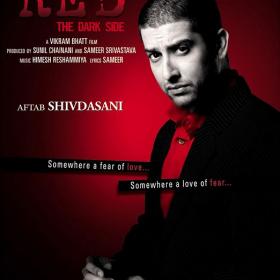 RED
THE DARK SIDE
A VIKRAM BHATT FILM
PRODUCED BY SUNIL CHAINANI AND SAMEER SRIVASTAVA
MUSIC HIMESH RESHAMMIYA LYRICS SAMEER
AFTAB SHIVDASANI
Somewhere a fear of love...
Somewhere a love of fear...